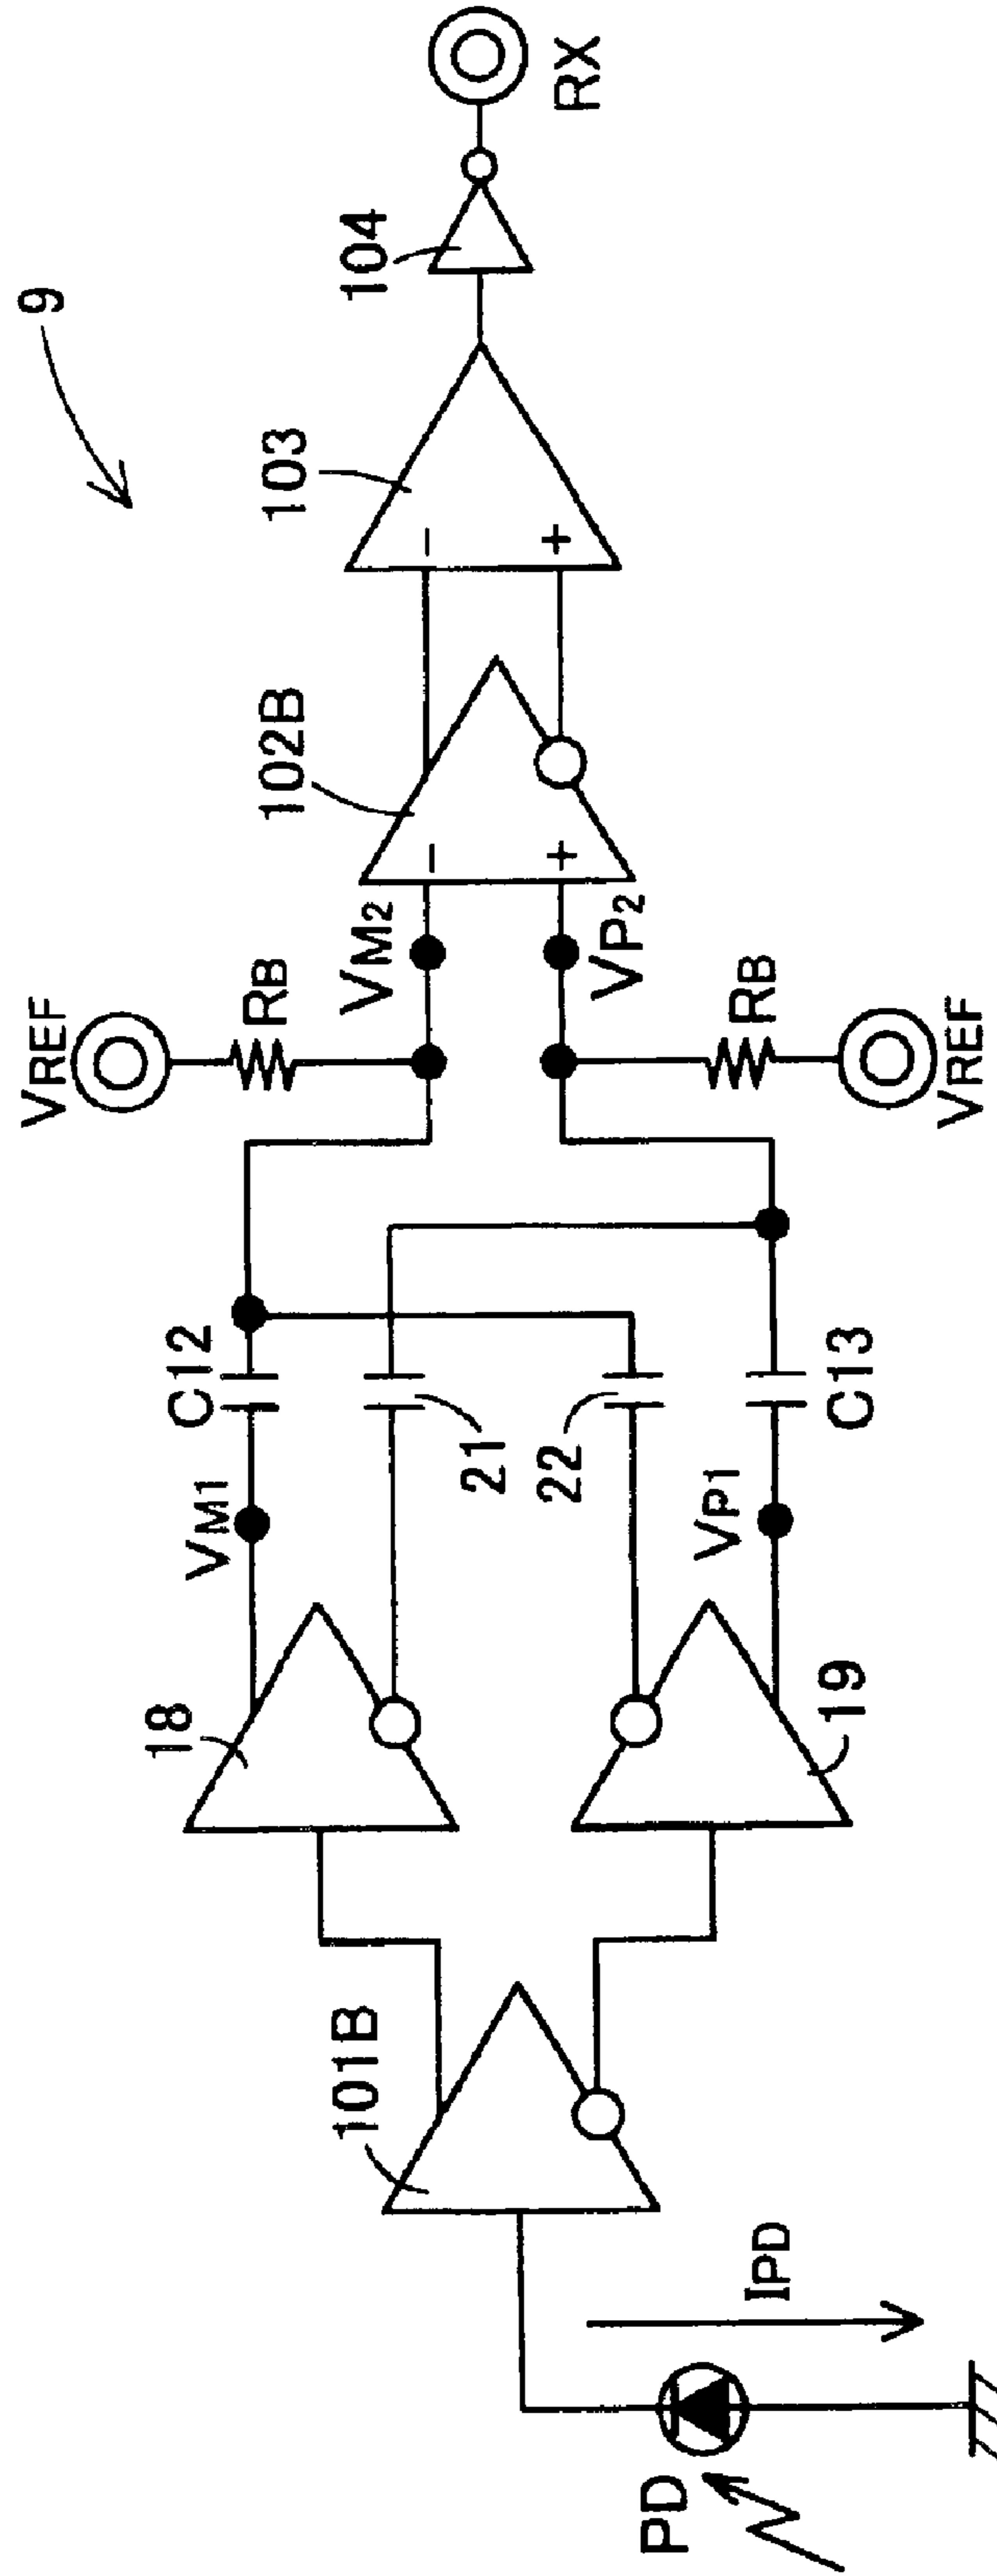 9
VREF
RB
VM2
102B
103
104
RX
C12
VM1
18
101B
21
22
VP2
RB
VREF
VP1
C13
19
PD
IPD
-
+
-
+